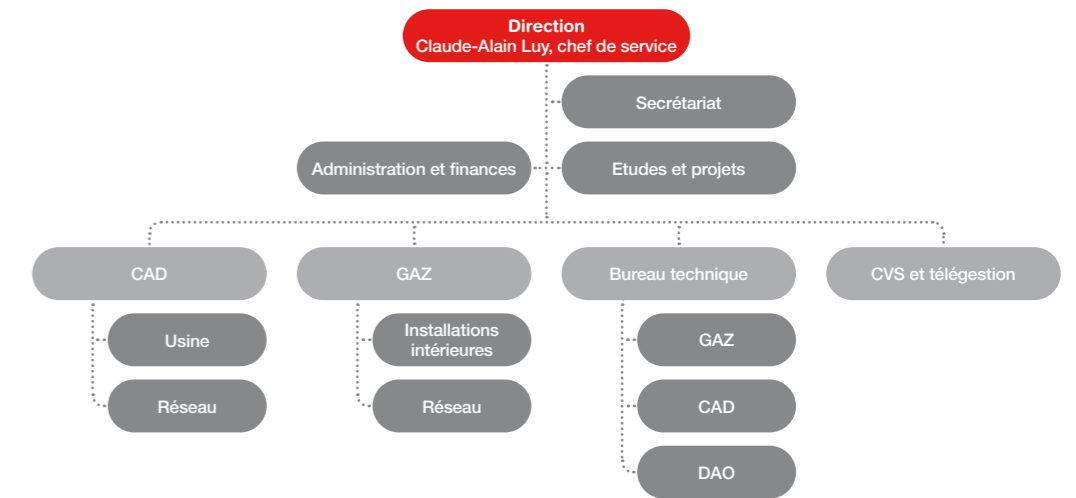 Direction
Claude-Alain Luy, chef de service
Secrétariat
Administration et finances
Etudes et projets
CAD
GAZ
Bureau technique
CVS et télégestion
Usine
Installations
intérieures
GAZ
Réseau
Réseau
CAD
DAO